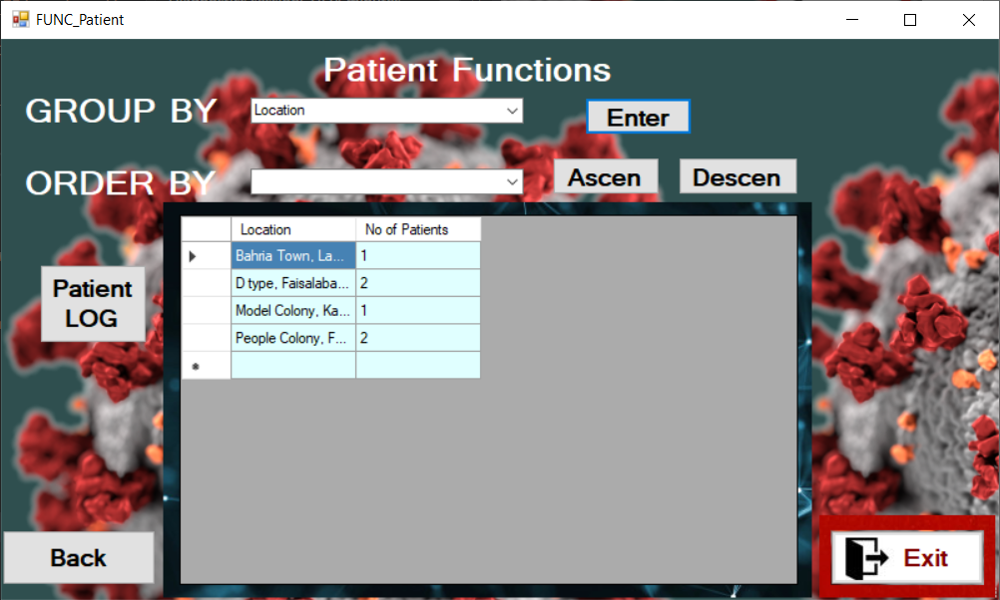 FUNC_Patient
Patient Functions
GROUP BY
Location
Enter
ORDER BY
Ascen
Descen
Location No of Patients
Bahria Town, La... 1
D type, Faisalaba... 2
Model Colony, Ka... 1
People Colony, F... 2
Patient
LOG
Back
Exit